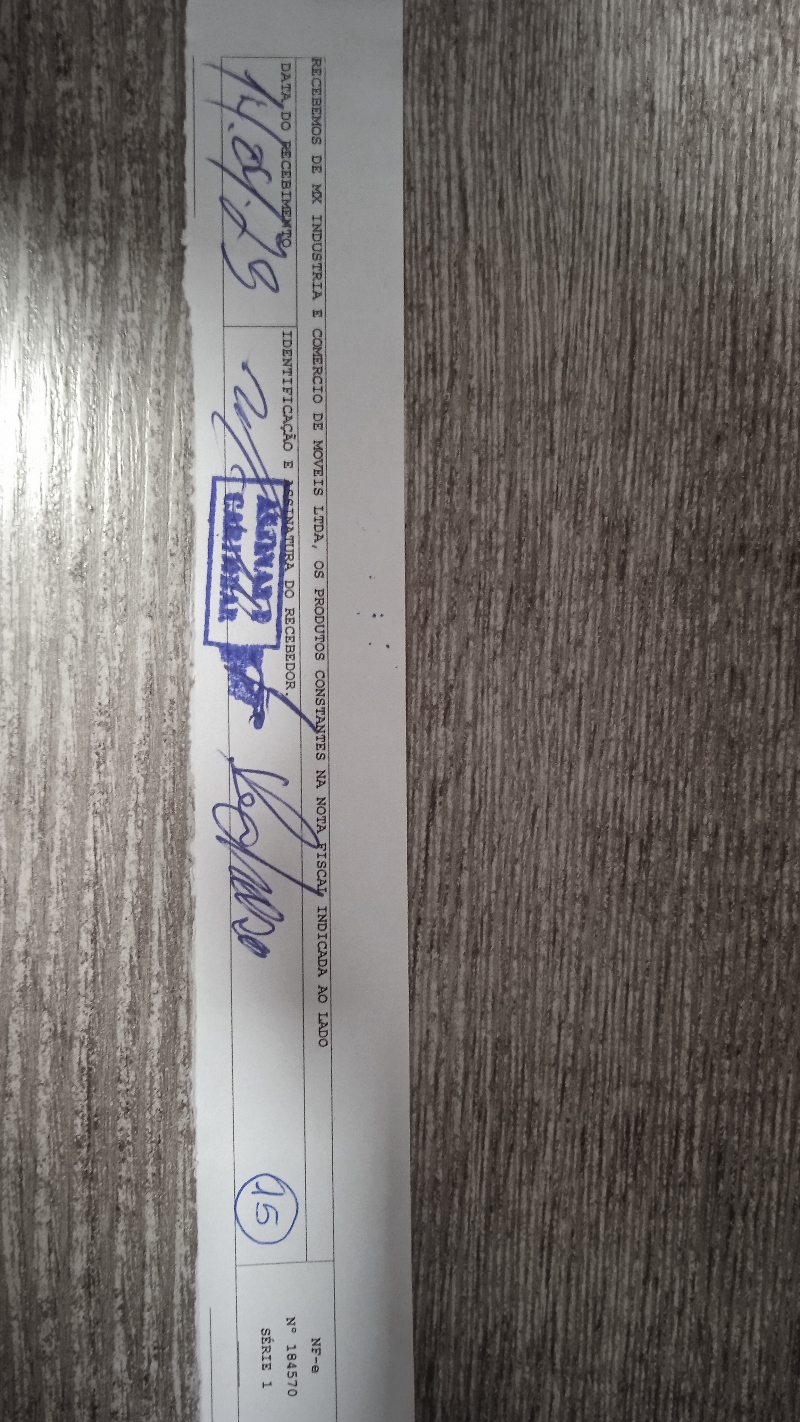 RECEBEMOS DE MX INDUSTRIA E COMERCIO DE MOVEIS LTDA, OS PRODUTOS CONSTANTES NA NOTA FISCAL INDICADA AO LADO
DATA DO RECEBIMENTO
IDENTIFICAÇÃO E ASSINATURA DO RECEBEDOR.
15
NF-e
Nº 184570
SÉRIE 1